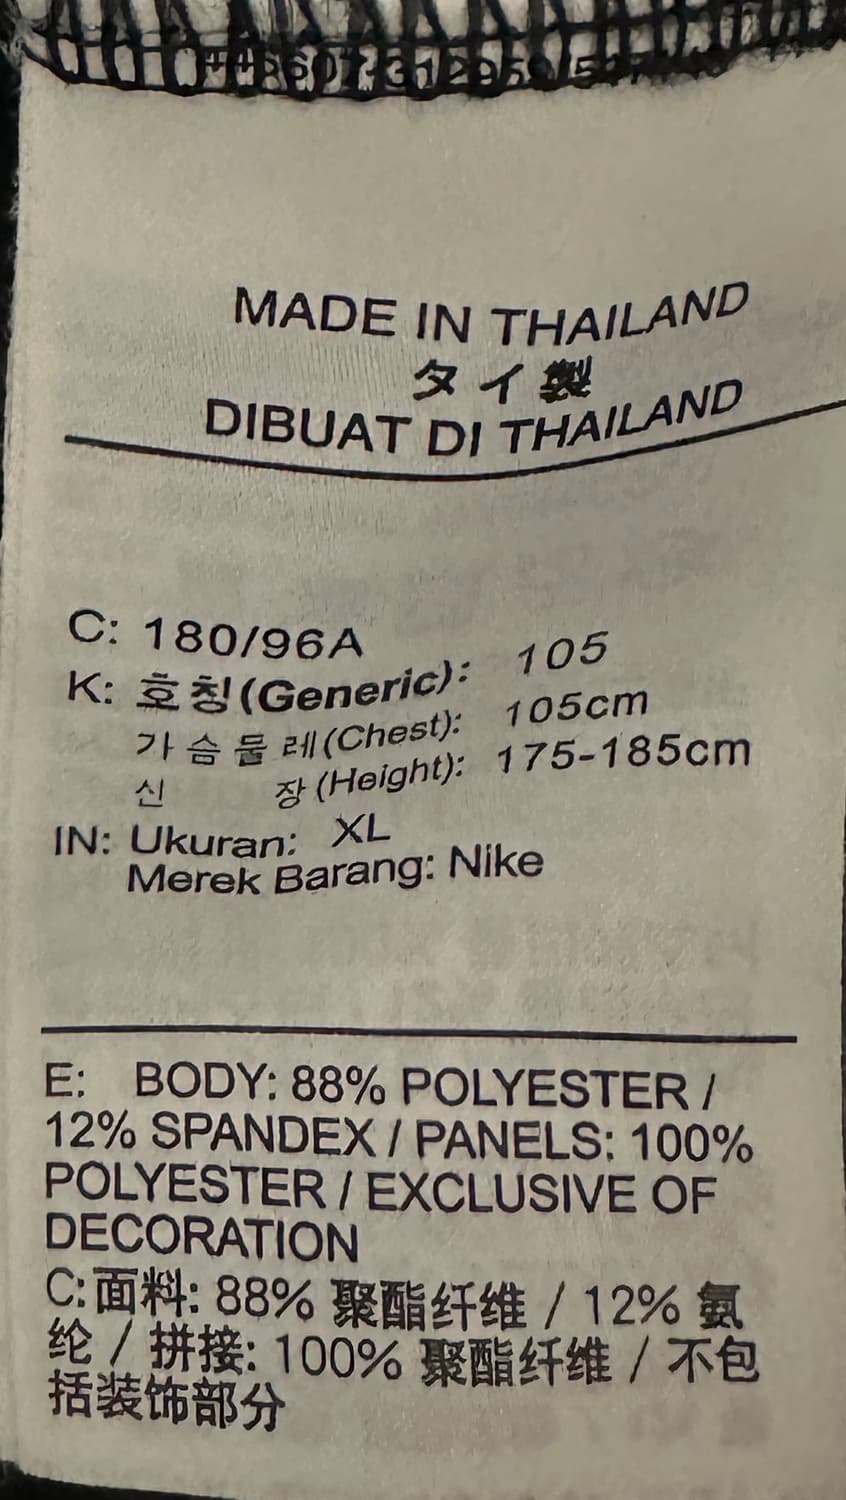 MADE IN THAILAND
タイ製
DIBUAT DI THAILAND
C: 180/96A
K: 호칭(Generic): 105
가슴둘레(Chest): 105cm
신 장(Height): 175-185cm
IN: Ukuran: XL
Merek Barang: Nike
E: BODY: 88% POLYESTER /
12% SPANDEX / PANELS: 100%
POLYESTER / EXCLUSIVE OF
DECORATION
C:面料: 88% 聚酯纤维 / 12% 氨
纶 / 拼接: 100% 聚酯纤维 / 不包
括装饰部分